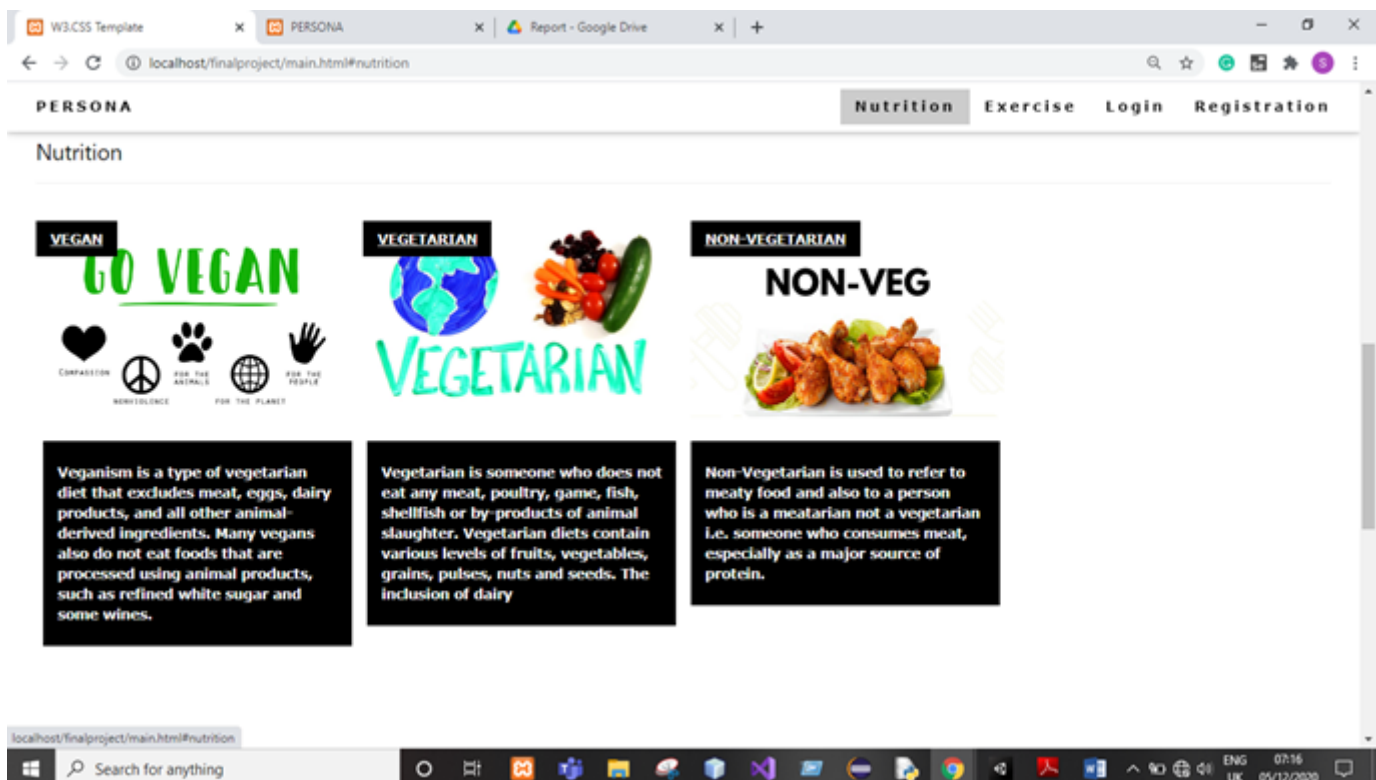 W3.CSS Template
PERSONA
Report - Google Drive
localhost/finalproject/main.html#nutrition
S
PERSONA
Nutrition Exercise Login Registration
Nutrition
VEGAN
GO VEGAN
COMPASSION
NONVIOLENCE
FOR THE
ANIMALS
FOR THE PLANET
FOR THE
PEOPLE
VEGETARIAN
VEGETARIAN
NON-VEGETARIAN
NON-VEG
Veganism is a type of vegetarian
diet that excludes meat, eggs, dairy
products, and all other animal-
derived ingredients. Many vegans
also do not eat foods that are
processed using animal products,
such as refined white sugar and
some wines.
Vegetarian is someone who does not
eat any meat, poultry, game, fish,
shellfish or by-products of animal
slaughter. Vegetarian diets contain
various levels of fruits, vegetables,
grains, pulses, nuts and seeds. The
inclusion of dairy
Non-Vegetarian is used to refer to
meaty food and also to a person
who is a meatarian not a vegetarian
i.e. someone who consumes meat,
especially as a major source of
protein.
localhost/finalproject/main.html#nutrition
Search for anything
ENG
UK
07:16
05/12/2020